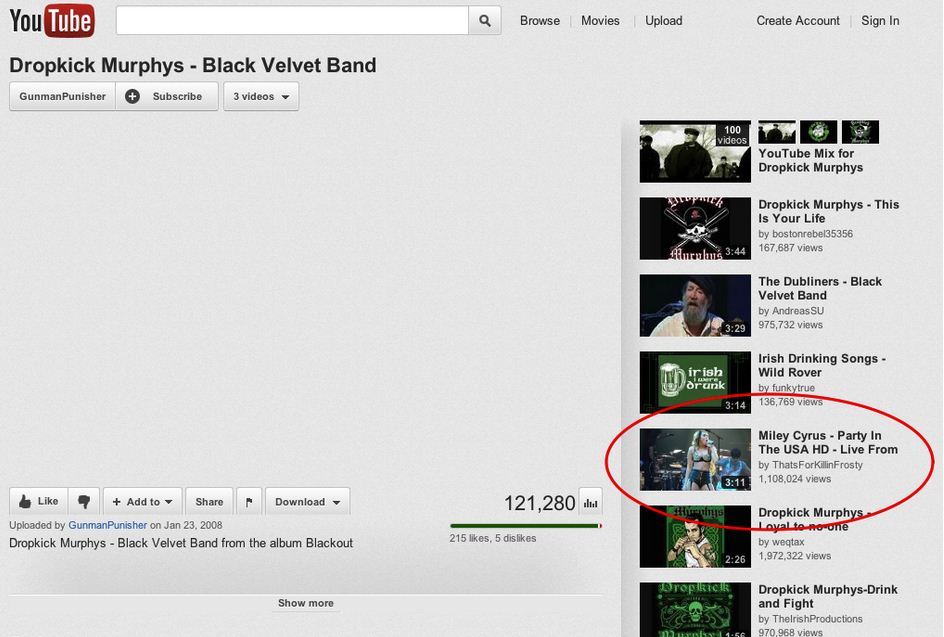 YouTube
Browse
Movies
Upload
Create Account
Sign In
Dropkick Murphys - Black Velvet Band
GunmanPunisher
Subscribe
3 videos
100
videos
YouTube Mix for
Dropkick Murphys
Dropkick
Murphys
3:44
Dropkick Murphys - This
Is Your Life
by bostonrebel35356
167,687 views
3:29
The Dubliners - Black
Velvet Band
by AndreasSU
975,732 views
irish
i were
drunk
3:14
Irish Drinking Songs -
Wild Rover
by funkytrue
136,769 views
3:11
Miley Cyrus - Party In
The USA HD - Live From
by ThatsForKillinFrosty
1,108,024 views
Murphys
2:26
Dropkick Murphys -
Loyal to no-one
by weqtax
1,972,322 views
Dropkick
1:56
Dropkick Murphys-Drink
and Fight
by TheIrishProductions
970,968 views
Like
Add to
Share
Download
121,280
Uploaded by GunmanPunisher on Jan 23, 2008
215 likes, 5 dislikes
Dropkick Murphys - Black Velvet Band from the album Blackout
Show more